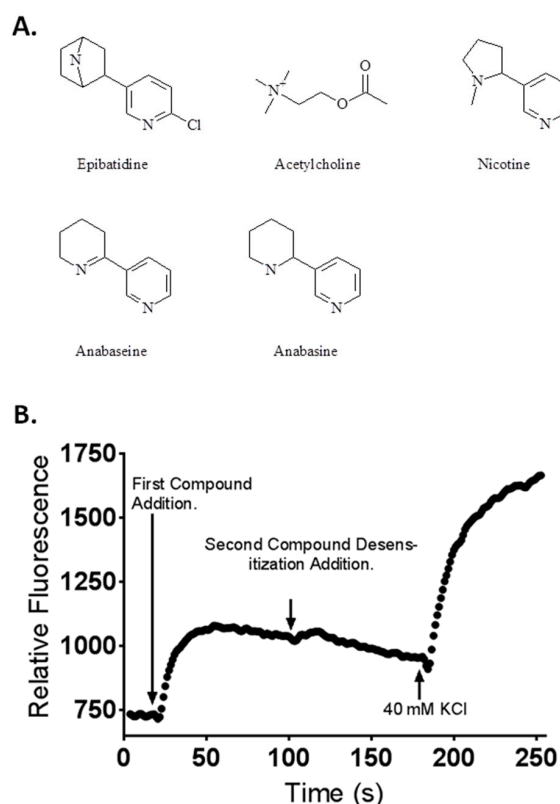 A.
N
N
Cl
Epibatidine
N+
O
O
Acetylcholine
N
N
Nicotine
N
N
Anabaseine
N
N
Anabasine
B.
Relative Fluorescence
1750
1500
1250
1000
750
First Compound
Addition.
Second Compound Desens-
itization Addition.
40 mM KCl
0
50
100
150
200
250
Time (s)